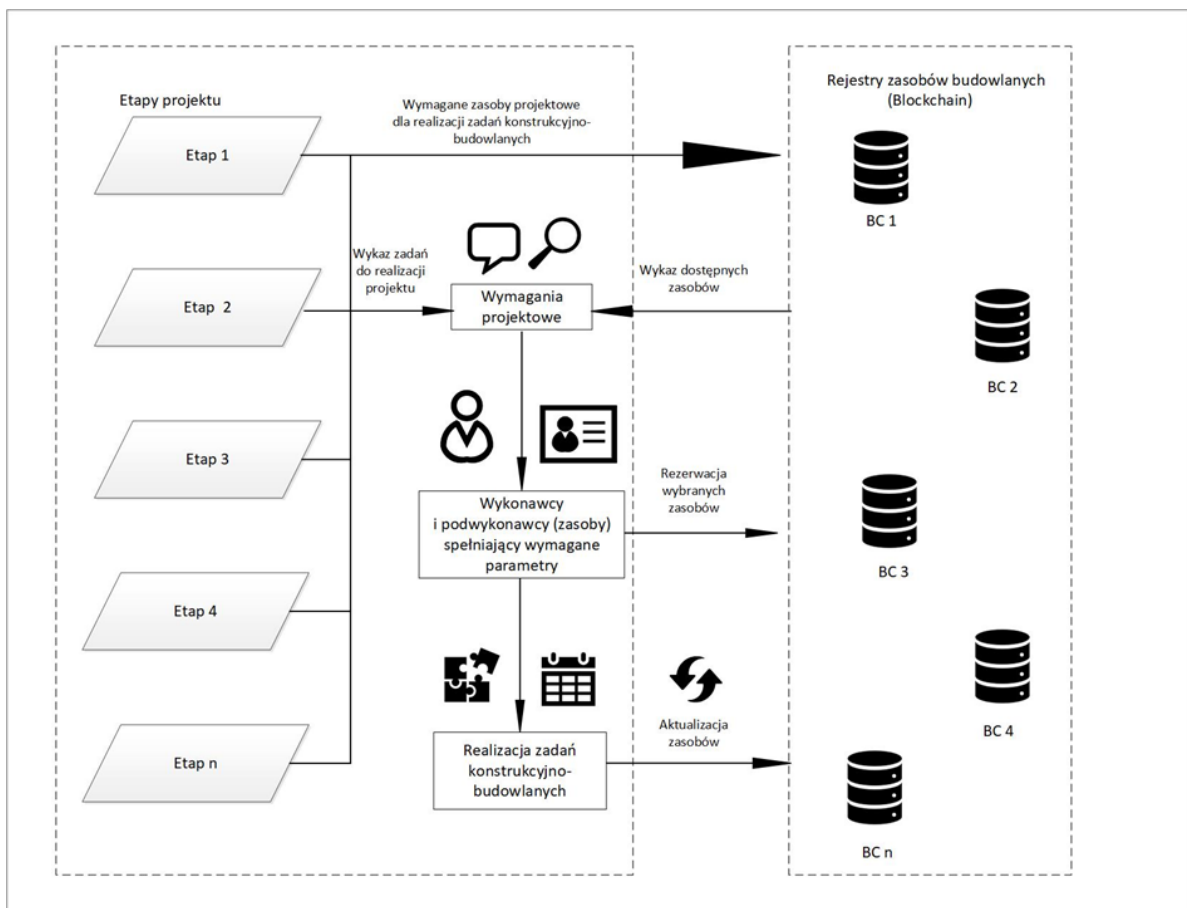 Etapy projektu
Etap 1
Etap 2
Etap 3
Etap 4
Etap n
Wymagane zasoby projektowe
dla realizacji zadań konstrukcyjno-
budowlanych
Wykaz zadań
do realizacji
projektu
Wymagania
projektowe
Wykaz dostępnych
zasobów
Wykonawcy
i podwykonawcy (zasoby)
spełniający wymagane
parametry
Rezerwacja
wybranych
zasobów
Realizacja zadań
konstrukcyjno-
budowlanych
Aktualizacja
zasobów
Rejestry zasobów budowlanych
(Blockchain)
BC 1
BC 2
BC 3
BC 4
BC n